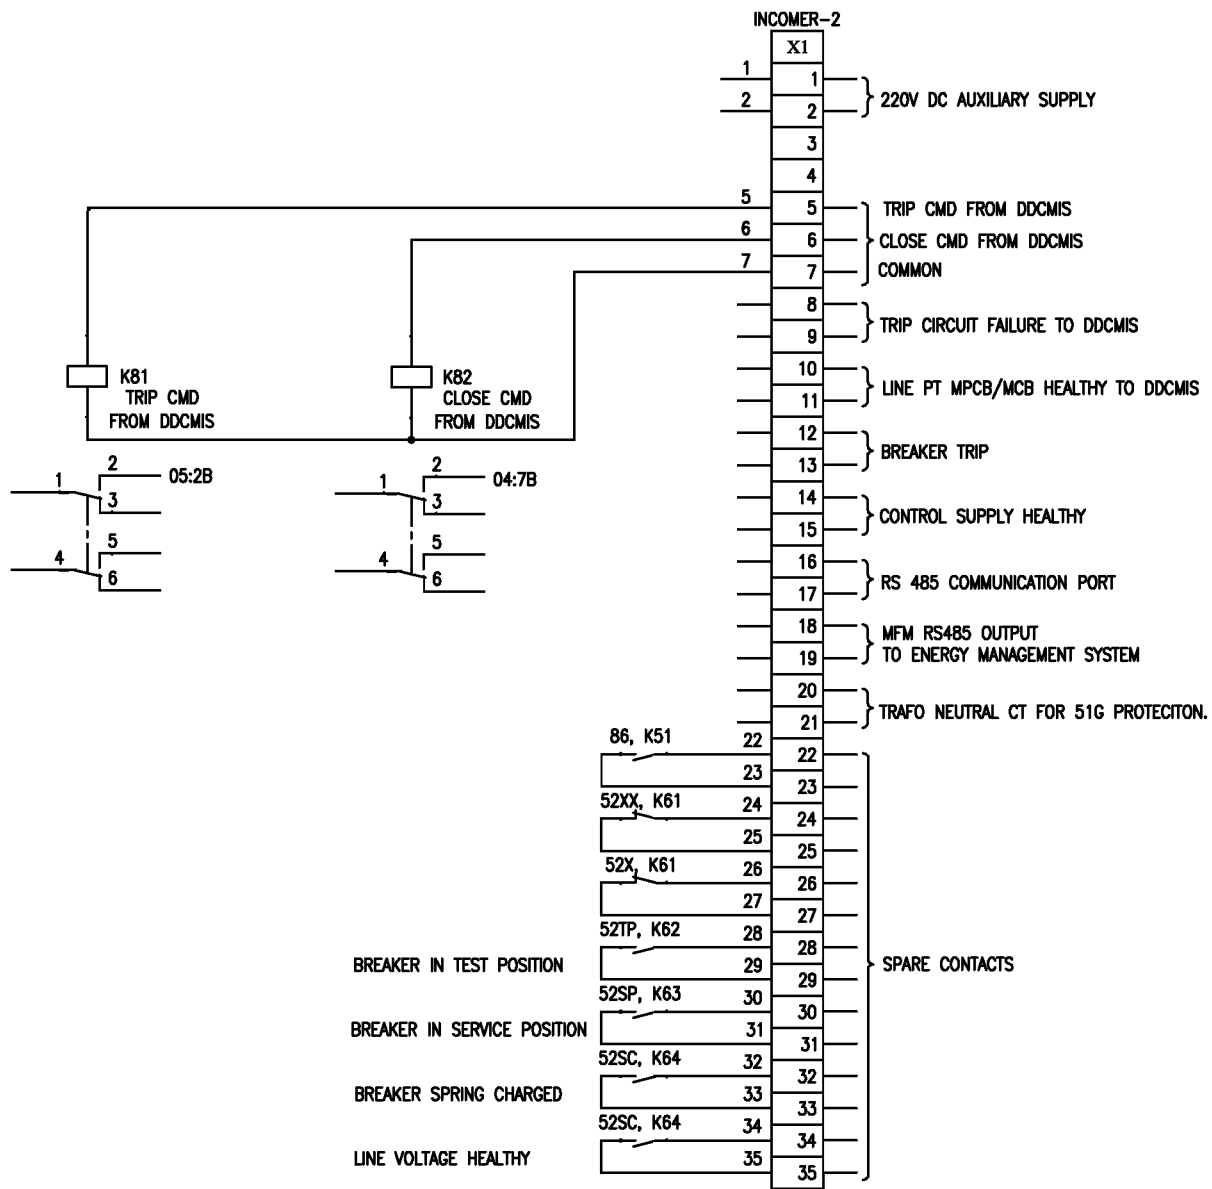 INCOMER-2
X1
1 1
220V DC AUXILIARY SUPPLY
2 2
3
4
5 5 TRIP CMD FROM DDCMIS
6 6 CLOSE CMD FROM DDCMIS
7 7 COMMON
8
TRIP CIRCUIT FAILURE TO DDCMIS
9
10
LINE PT MPCB/MCB HEALTHY TO DDCMIS
11
K81
TRIP CMD
FROM DDCMIS
K82
CLOSE CMD
FROM DDCMIS
12
BREAKER TRIP
13
1 2 05:2B
3
4 5
6
1 2 04:7B
3
4 5
6
14
CONTROL SUPPLY HEALTHY
15
16
RS 485 COMMUNICATION PORT
17
18
MFM RS485 OUTPUT
TO ENERGY MANAGEMENT SYSTEM
19
20
TRAFO NEUTRAL CT FOR 51G PROTECITON.
21
86, K51 22 22
23 23
52XX, K61 24 24
25 25
52X, K61 26 26
27 27
52TP, K62 28 28
BREAKER IN TEST POSITION 29 29
SPARE CONTACTS
52SP, K63 30 30
BREAKER IN SERVICE POSITION 31 31
52SC, K64 32 32
BREAKER SPRING CHARGED 33 33
52SC, K64 34 34
LINE VOLTAGE HEALTHY 35 35